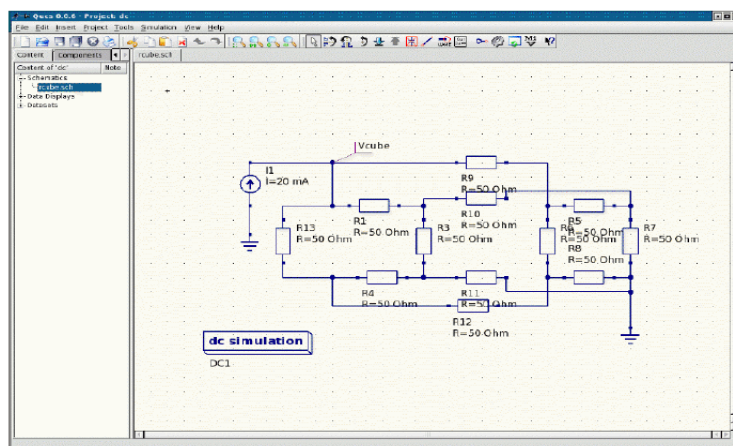 Qucs 0.0.6 - Project: dc
File Edit Insert Project Tools Simulation View Help
Content Components
rcube.sch
Content of 'dc' Note
Schematics
rcube.sch
Data Displays
Datasets
Vcube
I1
I=20 mA
R9
R=50 Ohm
R10
R=50 Ohm
R13
R=50 Ohm
R1
R=50 Ohm
R3
R=50 Ohm
R5
R=50 Ohm
R6
R=50 Ohm
R7
R=50 Ohm
R8
R4
R=50 Ohm
R11
R=50 Ohm
R12
R=50 Ohm
dc simulation
DC1